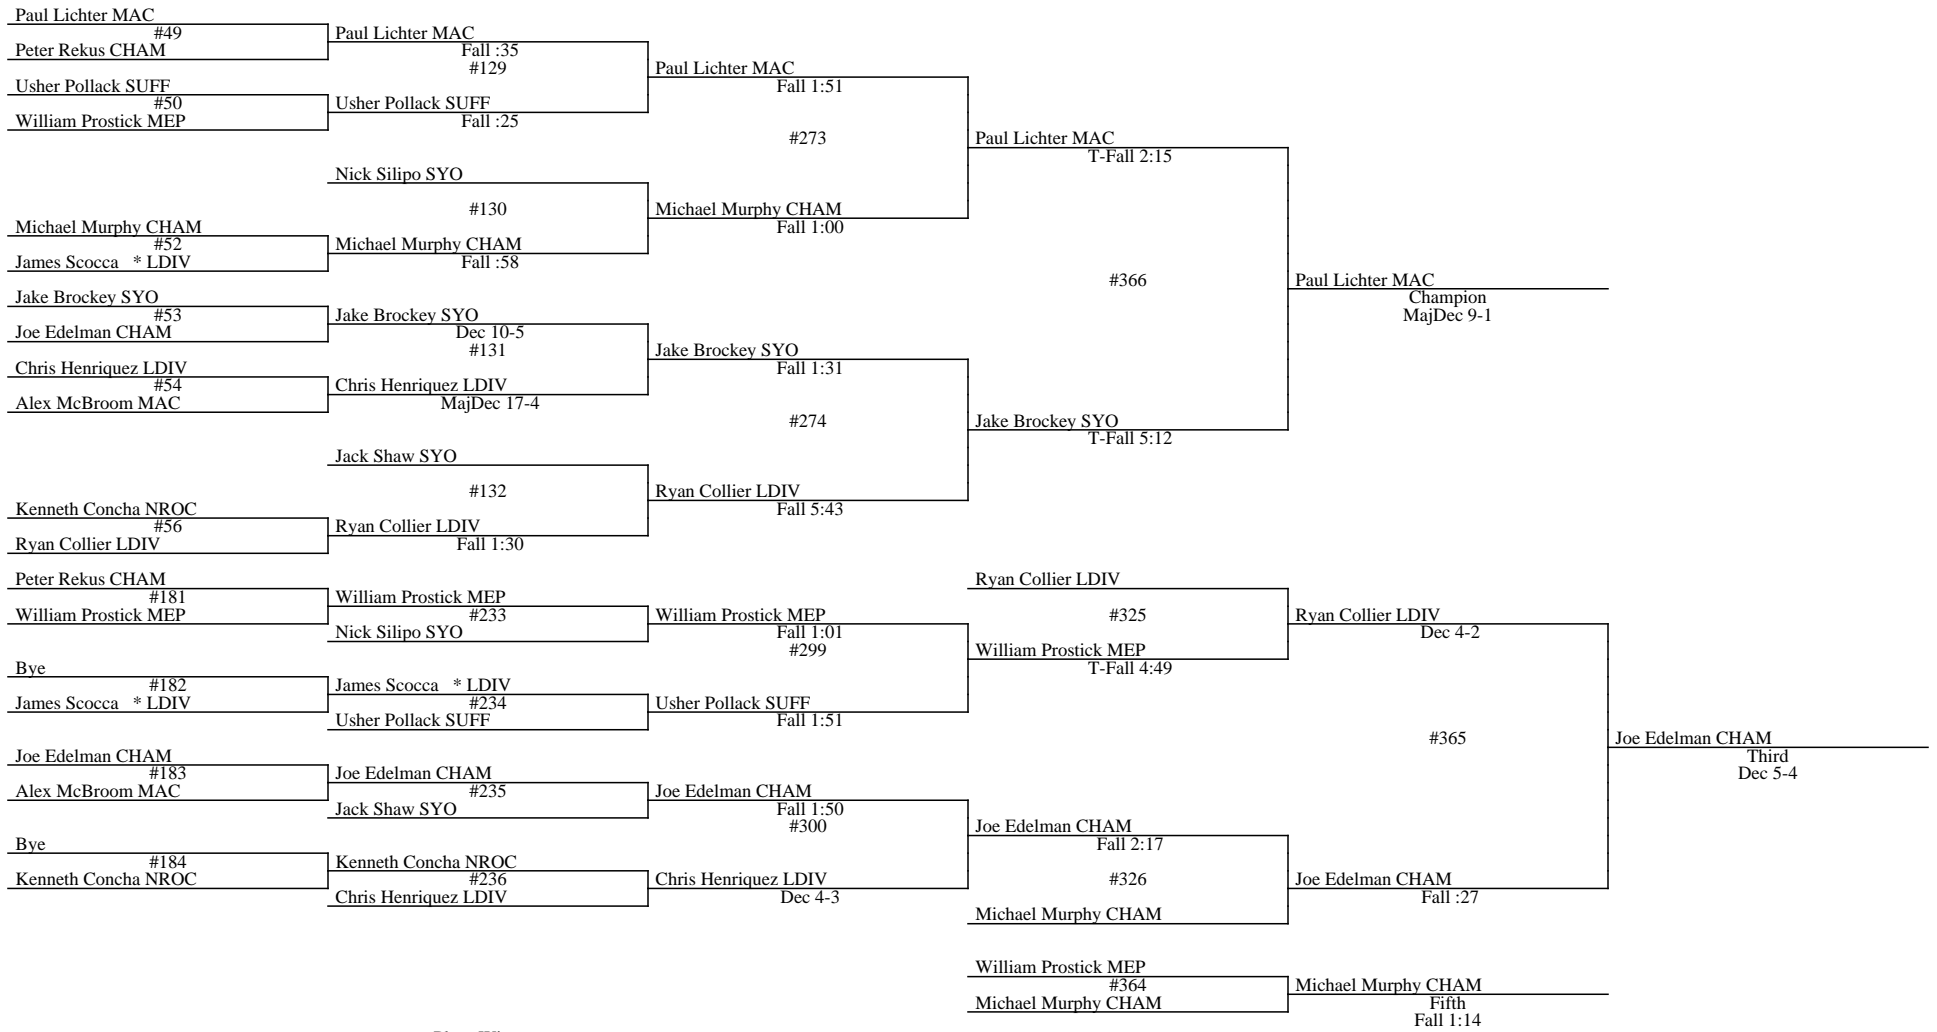 Paul Lichter MAC
#49
Peter Rekus CHAM
Usher Pollack SUFF
#50
William Prostick MEP
Michael Murphy CHAM
#52
James Scocca * LDIV
Jake Brockey SYO
#53
Joe Edelman CHAM
Chris Henriquez LDIV
#54
Alex McBroom MAC
Kenneth Concha NROC
#56
Ryan Collier LDIV
Paul Lichter MAC
Fall :35
#129
Usher Pollack SUFF
Fall :25
Nick Silipo SYO
#130
Michael Murphy CHAM
Fall :58
Jake Brockey SYO
Dec 10-5
#131
Chris Henriquez LDIV
MajDec 17-4
Jack Shaw SYO
#132
Ryan Collier LDIV
Fall 1:30
Paul Lichter MAC
Fall 1:51
#273
Michael Murphy CHAM
Fall 1:00
Jake Brockey SYO
Fall 1:31
#274
Ryan Collier LDIV
Fall 5:43
Paul Lichter MAC
T-Fall 2:15
#366
Jake Brockey SYO
T-Fall 5:12
Paul Lichter MAC
Champion
MajDec 9-1
Peter Rekus CHAM
#181
William Prostick MEP
Bye
#182
James Scocca * LDIV
Joe Edelman CHAM
#183
Alex McBroom MAC
Bye
#184
Kenneth Concha NROC
William Prostick MEP
#233
Nick Silipo SYO
James Scocca * LDIV
#234
Usher Pollack SUFF
Joe Edelman CHAM
#235
Jack Shaw SYO
Kenneth Concha NROC
#236
Chris Henriquez LDIV
William Prostick MEP
Fall 1:01
#299
Usher Pollack SUFF
Fall 1:51
Joe Edelman CHAM
Fall 1:50
#300
Chris Henriquez LDIV
Dec 4-3
Ryan Collier LDIV
#325
William Prostick MEP
T-Fall 4:49
Joe Edelman CHAM
Fall 2:17
#326
Michael Murphy CHAM
Ryan Collier LDIV
Dec 4-2
#365
Joe Edelman CHAM
Fall :27
Joe Edelman CHAM
Third
Dec 5-4
William Prostick MEP
#364
Michael Murphy CHAM
Michael Murphy CHAM
Fifth
Fall 1:14